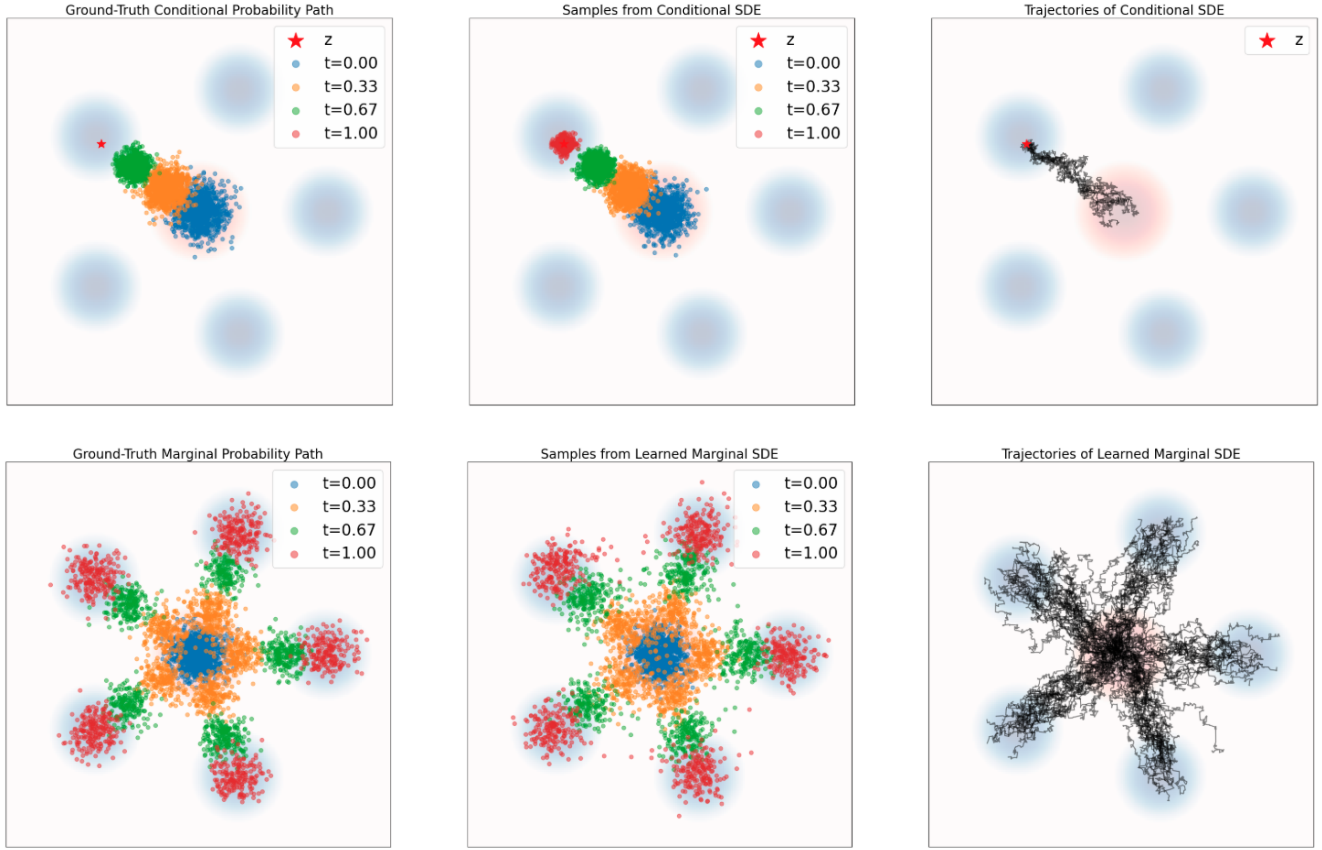 Ground-Truth Conditional Probability Path
z
t=0.00
t=0.33
t=0.67
t=1.00
Samples from Conditional SDE
z
t=0.00
t=0.33
t=0.67
t=1.00
Trajectories of Conditional SDE
z
Ground-Truth Marginal Probability Path
t=0.00
t=0.33
t=0.67
t=1.00
Samples from Learned Marginal SDE
t=0.00
t=0.33
t=0.67
t=1.00
Trajectories of Learned Marginal SDE